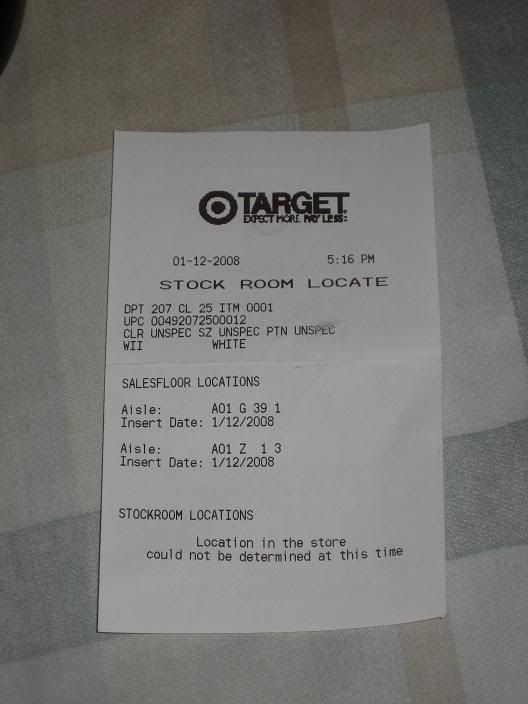 TARGET
EXPECT MORE. PAY LESS.
01-12-2008 5:16 PM
STOCK ROOM LOCATE
DPT 207 CL 25 ITM 0001
UPC 00492072500012
CLR UNSPEC SZ UNSPEC PTN UNSPEC
WII WHITE
SALESFLOOR LOCATIONS
Aisle: A01 G 39 1
Insert Date: 1/12/2008
Aisle: A01 Z 1 3
Insert Date: 1/12/2008
STOCKROOM LOCATIONS
Location in the store
could not be determined at this time